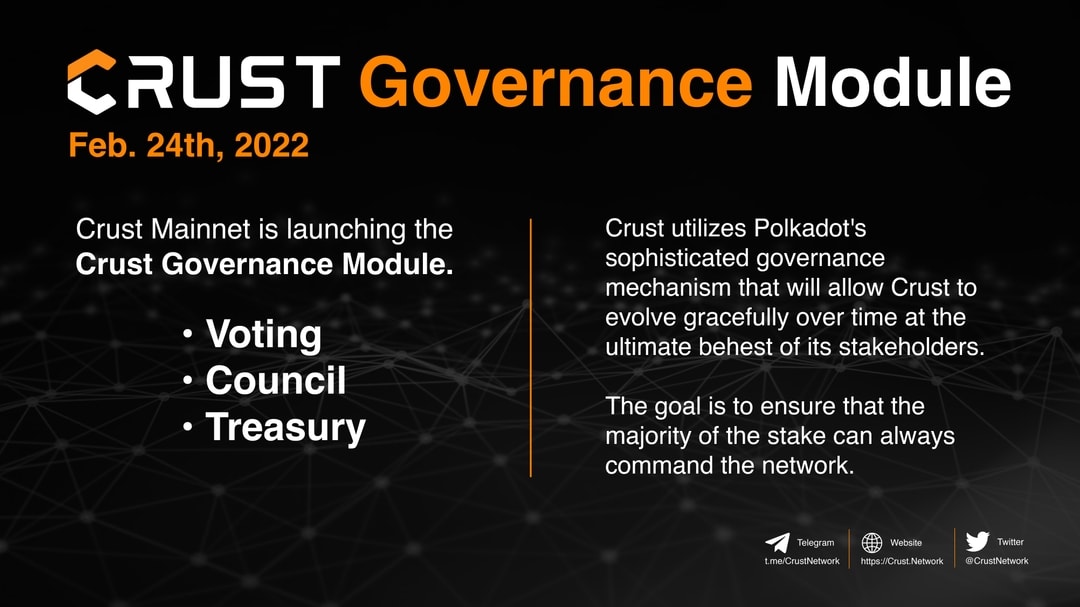 CRUST Governance Module
Feb. 24th, 2022
Crust Mainnet is launching the
Crust Governance Module.
• Voting
• Council
• Treasury
Crust utilizes Polkadot's
sophisticated governance
mechanism that will allow Crust to
evolve gracefully over time at the
ultimate behest of its stakeholders.
The goal is to ensure that the
majority of the stake can always
command the network.
Telegram
t.me/CrustNetwork
Website
https://Crust.Network
Twitter
@CrustNetwork